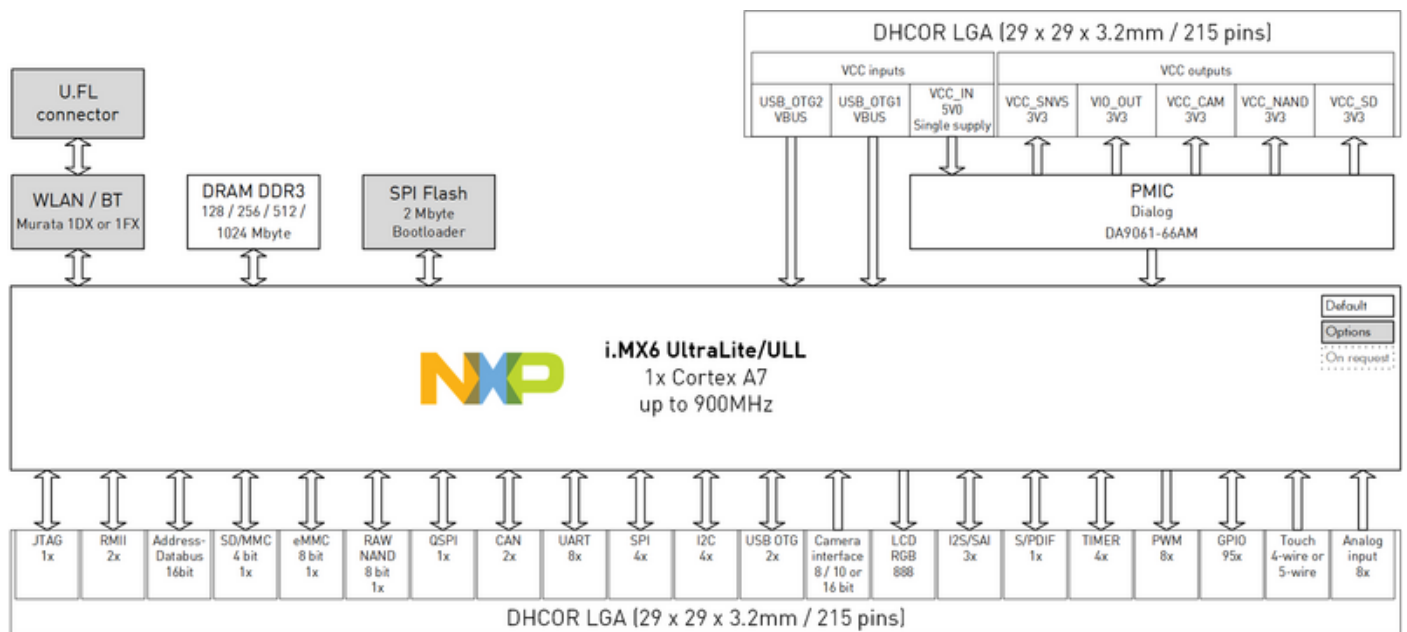 DHCOR LGA (29 x 29 x 3.2mm / 215 pins)
VCC inputs
VCC outputs
USB_OTG2
VBUS
USB_OTG1
VBUS
VCC_IN
5V0
Single supply
VCC_SNVS
3V3
VIO_OUT
3V3
VCC_CAM
3V3
VCC_NAND
3V3
VCC_SD
3V3
U.FL
connector
WLAN / BT
Murata 1DX or 1FX
DRAM DDR3
128 / 256 / 512 /
1024 Mbyte
SPI Flash
2 Mbyte
Bootloader
PMIC
Dialog
DA9061-66AM
Default
Options
On request
NXP
i.MX6 UltraLite/ULL
1x Cortex A7
up to 900MHz
JTAG
1x
RMII
2x
Address-
Databus
16bit
SD/MMC
4 bit
1x
eMMC
8 bit
1x
RAW
NAND
8 bit
1x
QSPI
1x
CAN
2x
UART
8x
SPI
4x
I2C
4x
USB OTG
2x
Camera
interface
8 / 10 or
16 bit
LCD
RGB
888
I2S/SAI
3x
S/PDIF
1x
TIMER
4x
PWM
8x
GPIO
95x
Touch
4-wire or
5-wire
Analog
input
8x
DHCOR LGA (29 x 29 x 3.2mm / 215 pins)